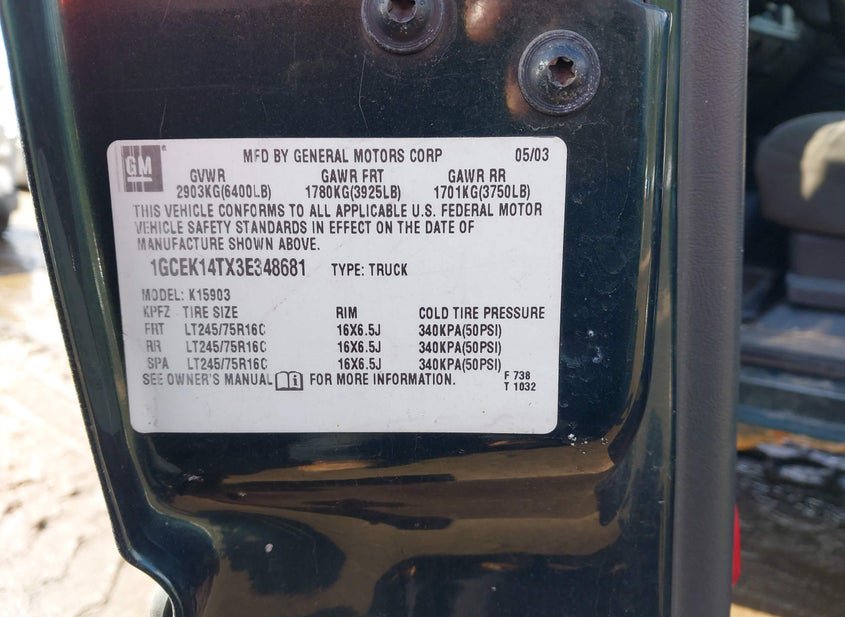 GM
MFD BY GENERAL MOTORS CORP 05/03
GVWR GAWR FRT GAWR RR
2903KG(6400LB) 1780KG(3925LB) 1701KG(3750LB)
THIS VEHICLE CONFORMS TO ALL APPLICABLE U.S. FEDERAL MOTOR
VEHICLE SAFETY STANDARDS IN EFFECT ON THE DATE OF
MANUFACTURE SHOWN ABOVE.
1GCEK14TX3E348681 TYPE: TRUCK
MODEL: K15903
KPFZ TIRE SIZE RIM COLD TIRE PRESSURE
FRT LT245/75R16C 16X6.5J 340KPA(50PSI)
RR LT245/75R16C 16X6.5J 340KPA(50PSI)
SPA LT245/75R16C 16X6.5J 340KPA(50PSI)
SEE OWNER'S MANUAL FOR MORE INFORMATION.
F 738
T 1032